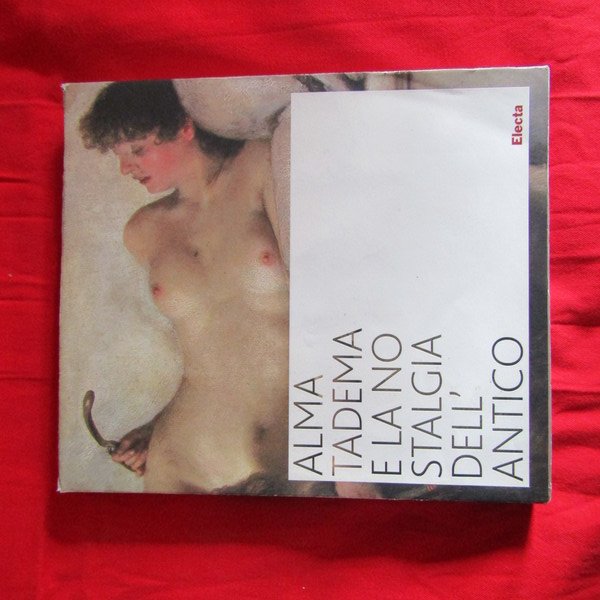 ALMA
TADEMA
E LA NO
STALGIA
DELL'
ANTICO
Electa